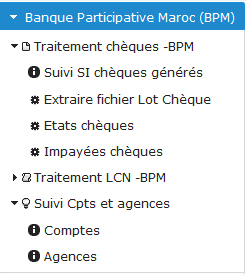 Banque Participative Maroc (BPM)
Traitement chèques -BPM
Suivi SI chèques générés
Extraire fichier Lot Chèque
Etats chèques
Impayées chèques
Traitement LCN -BPM
Suivi Cpts et agences
Comptes
Agences